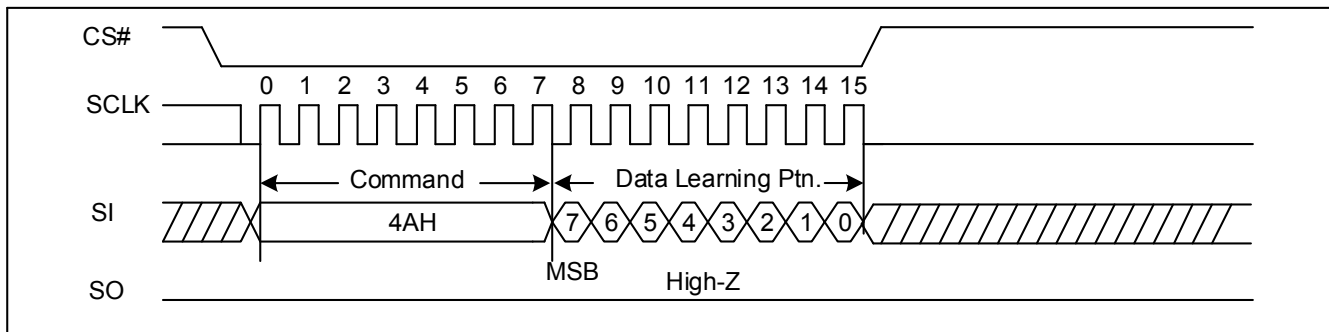 CS#
0 1 2 3 4 5 6 7 8 9 10 11 12 13 14 15
SCLK
Command Data Learning Ptn.
SI 4AH 7 6 5 4 3 2 1 0
MSB High-Z
SO